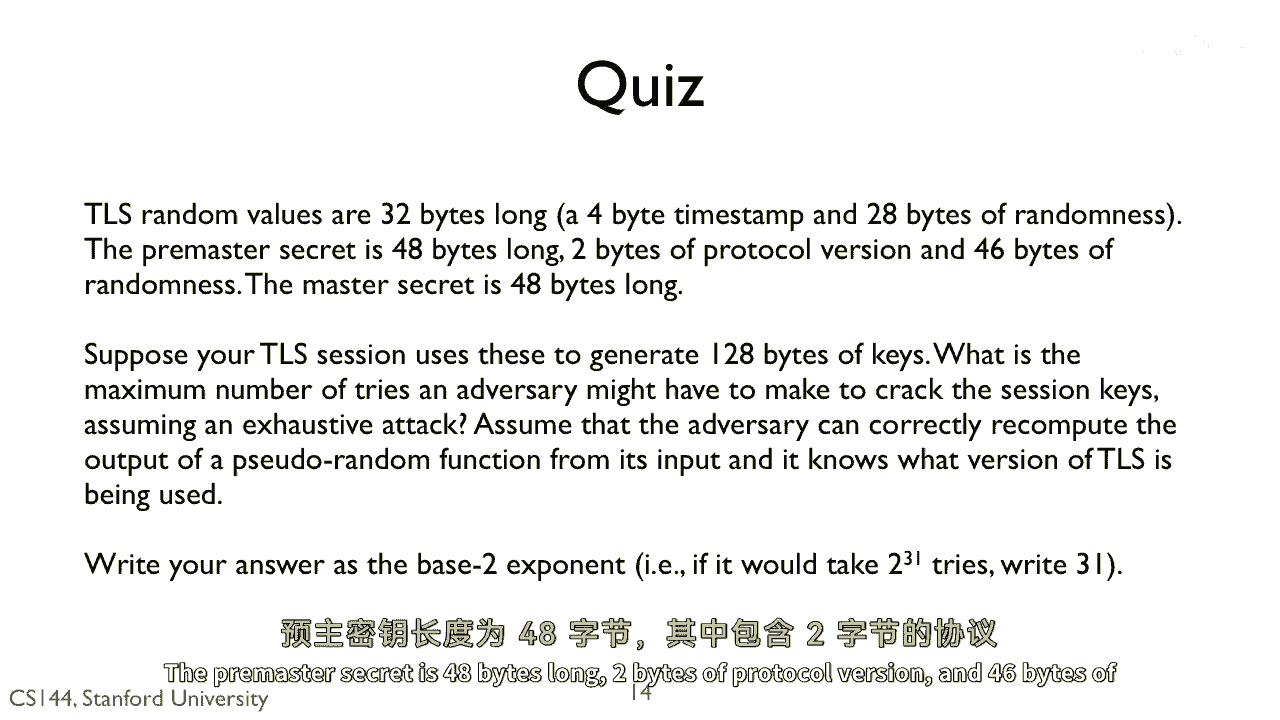 Quiz
TLS random values are 32 bytes long (a 4 byte timestamp and 28 bytes of randomness).
The premaster secret is 48 bytes long, 2 bytes of protocol version and 46 bytes of
randomness. The master secret is 48 bytes long.
Suppose your TLS session uses these to generate 128 bytes of keys. What is the
maximum number of tries an adversary might have to make to crack the session keys,
assuming an exhaustive attack? Assume that the adversary can correctly recompute the
output of a pseudo-random function from its input and it knows what version of TLS is
being used.
Write your answer as the base-2 exponent (i.e., if it would take 2³¹ tries, write 31).
预主密钥长度为 48 字节，其中包含 2 字节的协议
The premaster secret is 48 bytes long, 2 bytes of protocol version, and 46 bytes of
CS144, Stanford University
14